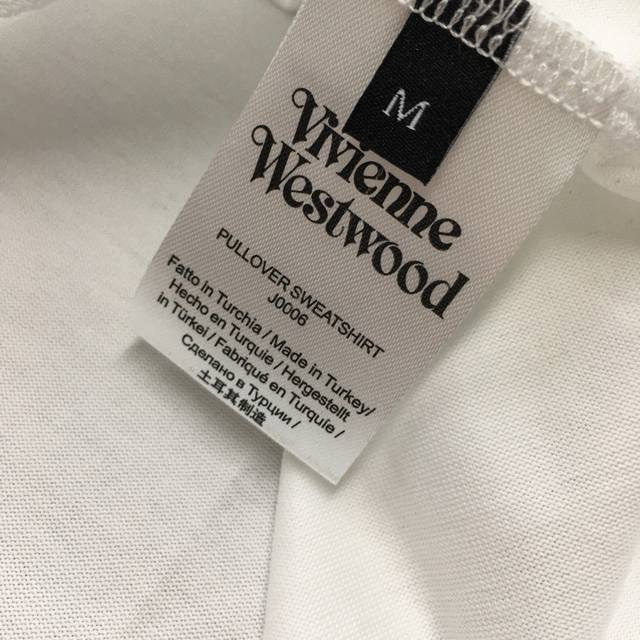 M
Vivienne
Westwood
PULLOVER SWEATSHIRT
J0006
Fatto in Turchia / Made in Turkey/
Hecho en Turquie / Hergestellt
in Türkei / Fabriqué en Turquie /
Сделано в Турции /
土耳其制造